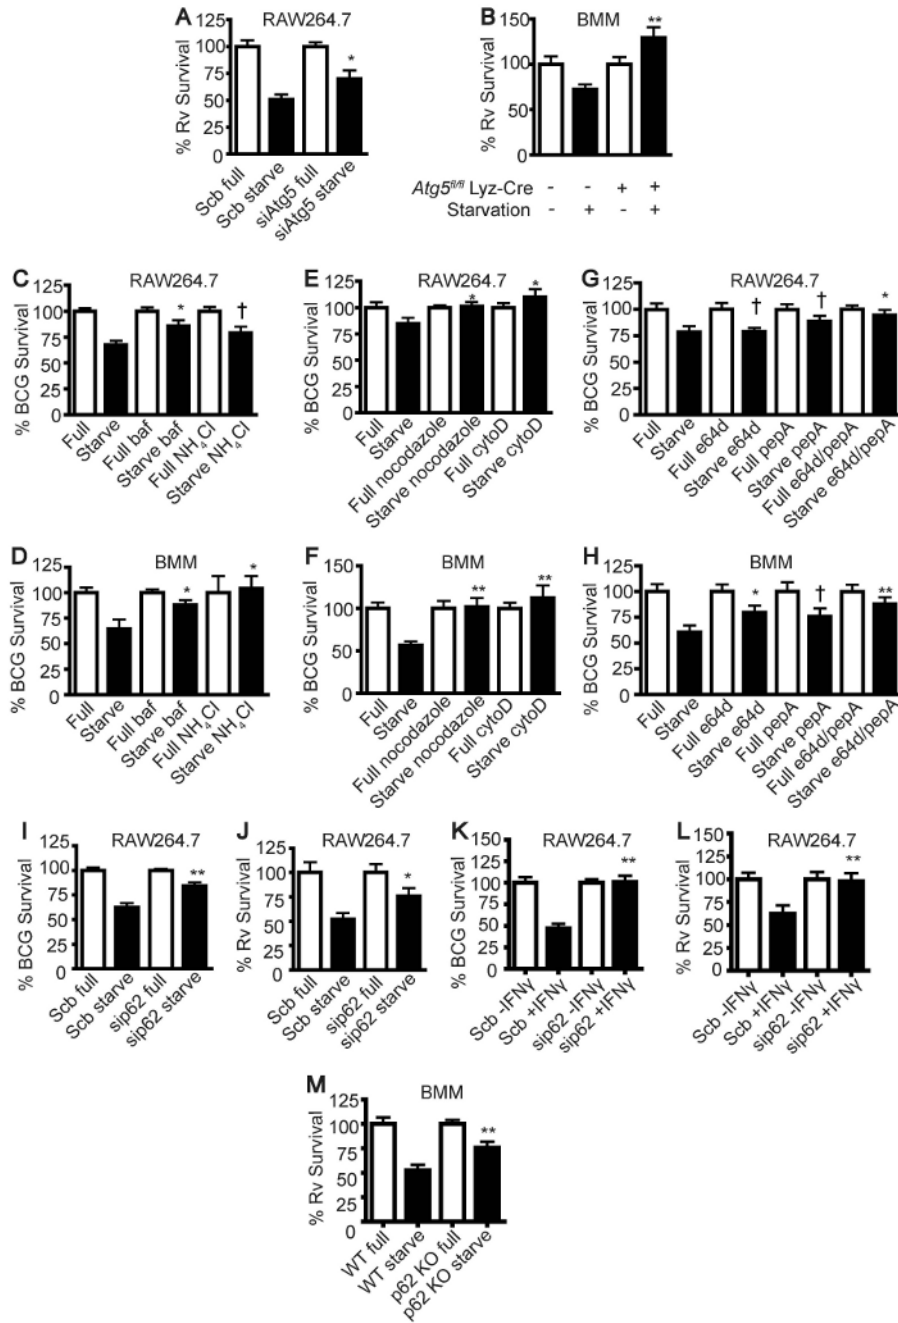 A RAW264.7
% Rv Survival
125
100
75
50
25
0
*
Scb full
Scb starve
siAtg5 full
siAtg5 starve
B BMM
% Rv Survival
150
100
50
0
**
Atg5fl/fl Lyz-Cre - - + +
Starvation - + - +
C RAW264.7
% BCG Survival
125
100
75
50
25
0
* †
Full
Starve
Full baf
Starve baf
Full NH4Cl
Starve NH4Cl
E RAW264.7
% BCG Survival
125
100
75
50
25
0
* *
Full
Starve
Full nocodazole
Starve nocodazole
Full cytoD
Starve cytoD
G RAW264.7
% BCG Survival
125
100
75
50
25
0
† † *
Full
Starve
Full e64d
Starve e64d
Full pepA
Starve pepA
Full e64d/pepA
Starve e64d/pepA
D BMM
% BCG Survival
125
100
75
50
25
0
* *
Full
Starve
Full baf
Starve baf
Full NH4Cl
Starve NH4Cl
F BMM
% BCG Survival
150
100
50
0
** **
Full
Starve
Full nocodazole
Starve nocodazole
Full cytoD
Starve cytoD
H BMM
% BCG Survival
125
100
75
50
25
0
* † **
Full
Starve
Full e64d
Starve e64d
Full pepA
Starve pepA
Full e64d/pepA
Starve e64d/pepA
I RAW264.7
% BCG Survival
125
100
75
50
25
0
**
Scb full
Scb starve
sip62 full
sip62 starve
J RAW264.7
% Rv Survival
125
100
75
50
25
0
*
Scb full
Scb starve
sip62 full
sip62 starve
K RAW264.7
% BCG Survival
150
125
100
75
50
25
0
**
Scb -IFNγ
Scb +IFNγ
sip62 -IFNγ
sip62 +IFNγ
L RAW264.7
% Rv Survival
150
125
100
75
50
25
0
**
Scb -IFNγ
Scb +IFNγ
sip62 -IFNγ
sip62 +IFNγ
M BMM
% Rv Survival
125
100
75
50
25
0
**
WT full
WT starve
p62 KO full
p62 KO starve